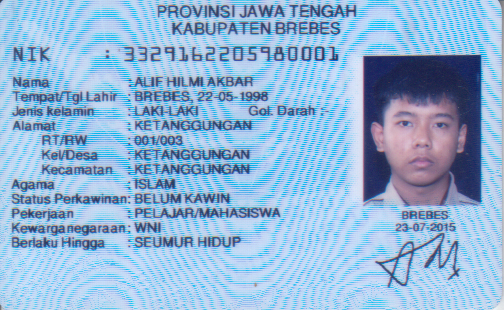 PROVINSI JAWA TENGAH
KABUPATEN BREBES
NIK : 3329162205980001
Nama : ALIF HILMI AKBAR
Tempat/Tgl Lahir : BREBES, 22-05-1998
Jenis kelamin : LAKI-LAKI Gol. Darah :-
Alamat : KETANGGUNGAN
RT/RW : 001/003
Kel/Desa : KETANGGUNGAN
Kecamatan : KETANGGUNGAN
Agama : ISLAM
Status Perkawinan: BELUM KAWIN
Pekerjaan : PELAJAR/MAHASISWA
Kewarganegaraan: WNI
Berlaku Hingga : SEUMUR HIDUP
BREBES
23-07-2015